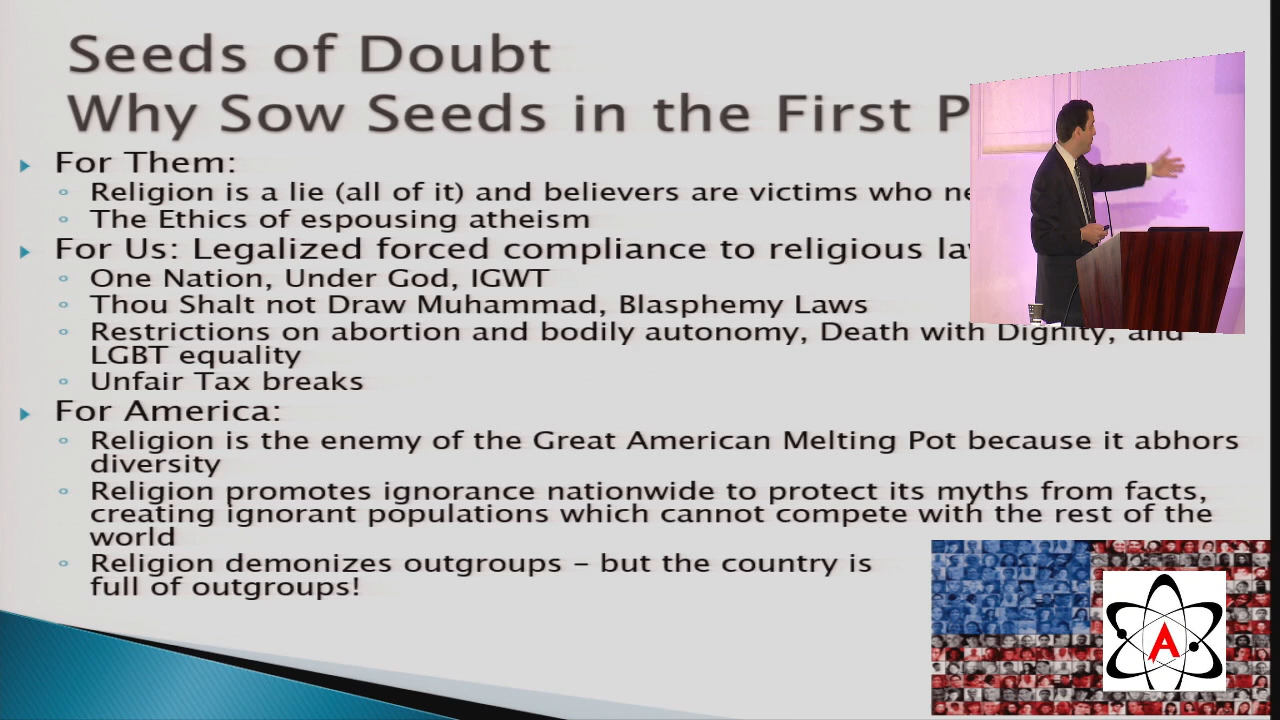 Seeds of Doubt
Why Sow Seeds in the First P
For Them:
Religion is a lie (all of it) and believers are victims who
The Ethics of espousing atheism
For Us: Legalized forced compliance to religious
One Nation, Under God, IGWT
Thou Shalt not Draw Muhammad, Blasphemy Laws
Restrictions on abortion and bodily autonomy, Death with Dignity, and
LGBT equality
Unfair Tax breaks
For America:
Religion is the enemy of the Great American Melting Pot because it abhors
diversity
Religion promotes ignorance nationwide to protect its myths from facts,
creating ignorant populations which cannot compete with the rest of the
world
Religion demonizes outgroups – but the country is
full of outgroups!
A